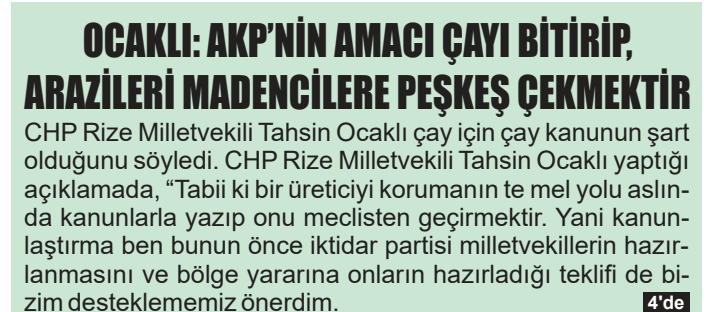 OCAKLI: AKP'NİN AMACI ÇAYI BİTİRİP,
ARAZİLERİ MADENCİLERE PEŞKEŞ ÇEKMEKTİR
CHP Rize Milletvekili Tahsin Ocaklı çay için çay kanunun şart
olduğunu söyledi. CHP Rize Milletvekili Tahsin Ocaklı yaptığı
açıklamada, “Tabii ki bir üreticiyi korumanın te mel yolu aslın-
da kanunlarla yazıp onu meclisten geçirmektir. Yani kanun-
laştırma ben bunun önce iktidar partisi milletvekillerin hazır-
lanmasını ve bölge yararına onların hazırladığı teklifi de bi-
zim desteklememiz önerdim.
4'de